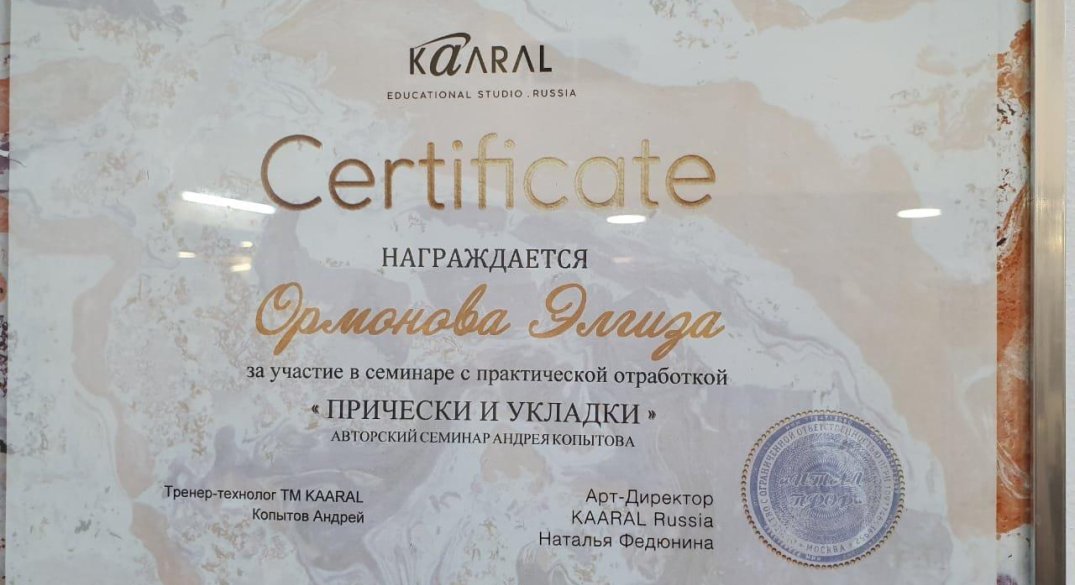 KAARAL
EDUCATIONAL STUDIO . RUSSIA
Certificate
НАГРАЖДАЕТСЯ
Ормонова Элгиза
за участие в семинаре с практической отработкой
« ПРИЧЕСКИ И УКЛАДКИ »
АВТОРСКИЙ СЕМИНАР АНДРЕЯ КОПЫТОВА
Тренер-технолог ТМ KAARAL
Копытов Андрей
Арт-Директор
KAARAL Russia
Наталья Федюнина
МОСКВА